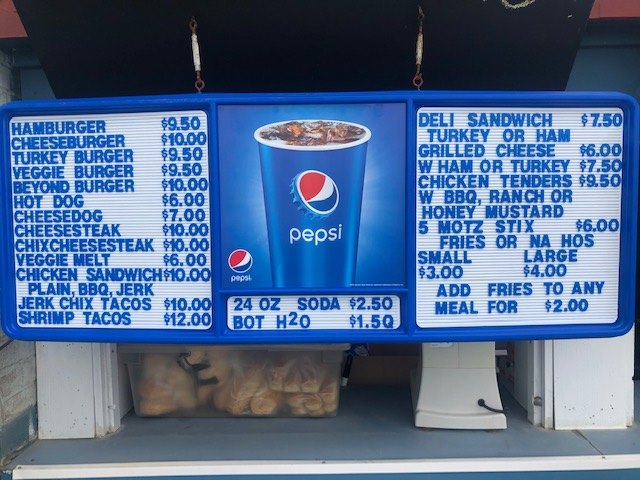 HAMBURGER $9.50
CHEESEBURGER $10.00
TURKEY BURGER $9.50
VEGGIE BURGER $9.50
BEYOND BURGER $10.00
HOT DOG $6.00
CHEESEDOG $7.00
CHEESESTEAK $10.00
CHIXCHEESESTEAK $10.00
VEGGIE MELT $6.00
CHICKEN SANDWICH $10.00
PLAIN, BBQ, JERK
JERK CHIX TACOS $10.00
SHRIMP TACOS $12.00
pepsi
pepsi.
24 OZ SODA $2.50
BOT H2O $1.50
DELI SANDWICH $7.50
TURKEY OR HAM
GRILLED CHEESE $6.00
W HAM OR TURKEY $7.50
CHICKEN TENDERS $9.50
W BBQ, RANCH OR
HONEY MUSTARD
5 MOTZ STIX $6.00
FRIES OR NA HOS
SMALL LARGE
$3.00 $4.00
ADD FRIES TO ANY
MEAL FOR $2.00